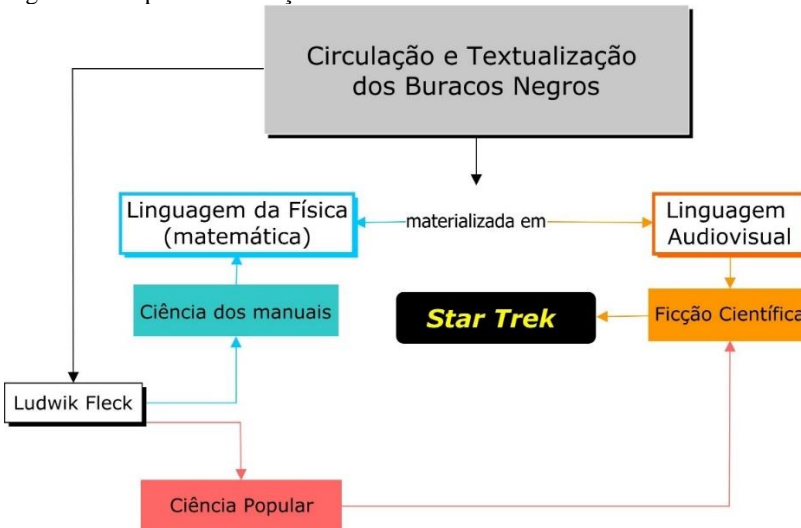 Circulação e Textualização
dos Buracos Negros
Linguagem da Física
(matemática)
materializada em
Linguagem
Audiovisual
Ciência dos manuais
Star Trek
Ficção Científica
Ludwik Fleck
Ciência Popular